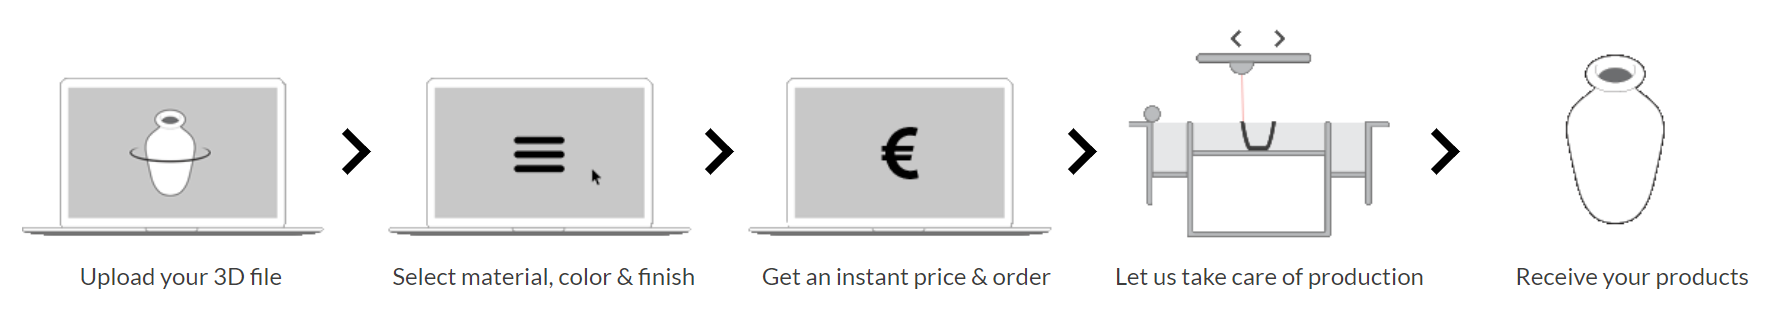 €
Upload your 3D file
Select material, color & finish
Get an instant price & order
Let us take care of production
Receive your products